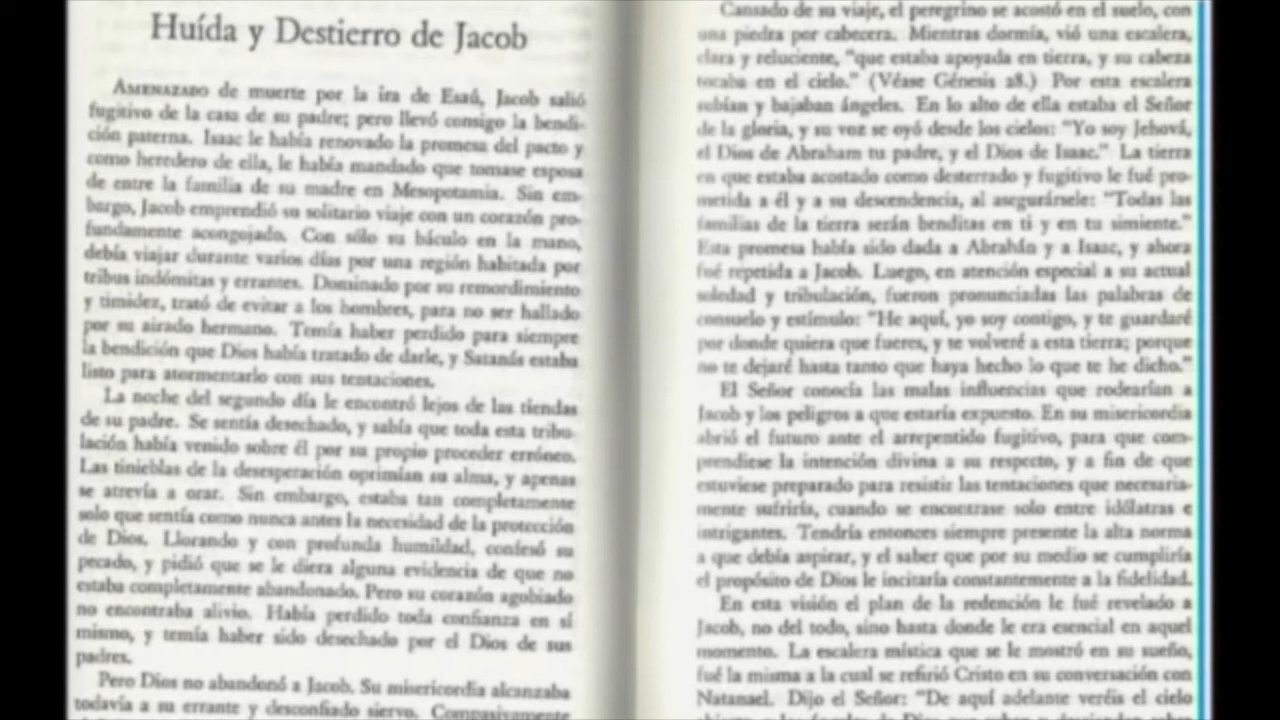 Huída y Destierro de Jacob
AMENAZADO de muerte por la ira de Esaú, Jacob salió
fugitivo de la casa de su padre; pero llevó consigo la bendi-
ción paterna. Isaac le había renovado la promesa del pacto y
como heredero de ella, le había mandado que tomase esposa
de entre la familia de su madre en Mesopotamia. Sin em-
bargo, Jacob emprendió su solitario viaje con un corazón pro-
fundamente acongojado. Con sólo su báculo en la mano,
debía viajar durante varios días por una región habitada por
tribus indómitas y errantes. Dominado por su remordimiento
y timidez, trató de evitar a los hombres, para no ser hallado
por su airado hermano. Temía haber perdido para siempre
la bendición que Dios había tratado de darle, y Satanás estaba
listo para atormentarlo con sus tentaciones.
La noche del segundo día le encontró lejos de las tiendas
de su padre. Se sentía desechado, y sabía que toda esta tribu-
lación había venido sobre él por su propio proceder erróneo.
Las tinieblas de la desesperación oprimían su alma, y apenas
se atrevía a orar. Sin embargo, estaba tan completamente
solo que sentía como nunca antes la necesidad de la protección
de Dios. Llorando y con profunda humildad, confesó su
pecado, y pidió que se le diera alguna evidencia de que no
estaba completamente abandonado. Pero su corazón agobiado
no encontraba alivio. Había perdido toda confianza en sí
mismo, y temía haber sido desechado por el Dios de sus
padres.
Pero Dios no abandonó a Jacob. Su misericordia alcanzaba
todavía a su errante y desconfiado siervo. Compasivamente
Cansado de su viaje, el peregrino se acostó en el suelo, con
una piedra por cabecera. Mientras dormía, vió una escalera,
clara y reluciente, "que estaba apoyada en tierra, y su cabeza
tocaba en el cielo." (Véase Génesis 28.) Por esta escalera
subían y bajaban ángeles. En lo alto de ella estaba el Señor
de la gloria, y su voz se oyó desde los cielos: "Yo soy Jehová,
el Dios de Abraham tu padre, y el Dios de Isaac." La tierra
en que estaba acostado como desterrado y fugitivo le fué pro-
metida a él y a su descendencia, al asegurársele: "Todas las
familias de la tierra serán benditas en ti y en tu simiente."
Esta promesa había sido dada a Abrahán y a Isaac, y ahora
fué repetida a Jacob. Luego, en atención especial a su actual
soledad y tribulación, fueron pronunciadas las palabras de
consuelo y estímulo: "He aquí, yo soy contigo, y te guardaré
por donde quiera que fueres, y te volveré a esta tierra; porque
no te dejaré hasta tanto que haya hecho lo que te he dicho."
El Señor conocía las malas influencias que rodearían a
Jacob y los peligros a que estaría expuesto. En su misericordia
abrió el futuro ante el arrepentido fugitivo, para que com-
prendiese la intención divina a su respecto, y a fin de que
estuviese preparado para resistir las tentaciones que necesaria-
mente sufriría, cuando se encontrase solo entre idólatras e
intrigantes. Tendría entonces siempre presente la alta norma
a que debía aspirar, y el saber que por su medio se cumpliría
el propósito de Dios le incitaría constantemente a la fidelidad.
En esta visión el plan de la redención le fué revelado a
Jacob, no del todo, sino hasta donde le era esencial en aquel
momento. La escalera mística que se le mostró en su sueño,
fué la misma a la cual se refirió Cristo en su conversación con
Natanael. Dijo el Señor: "De aquí adelante veréis el cielo